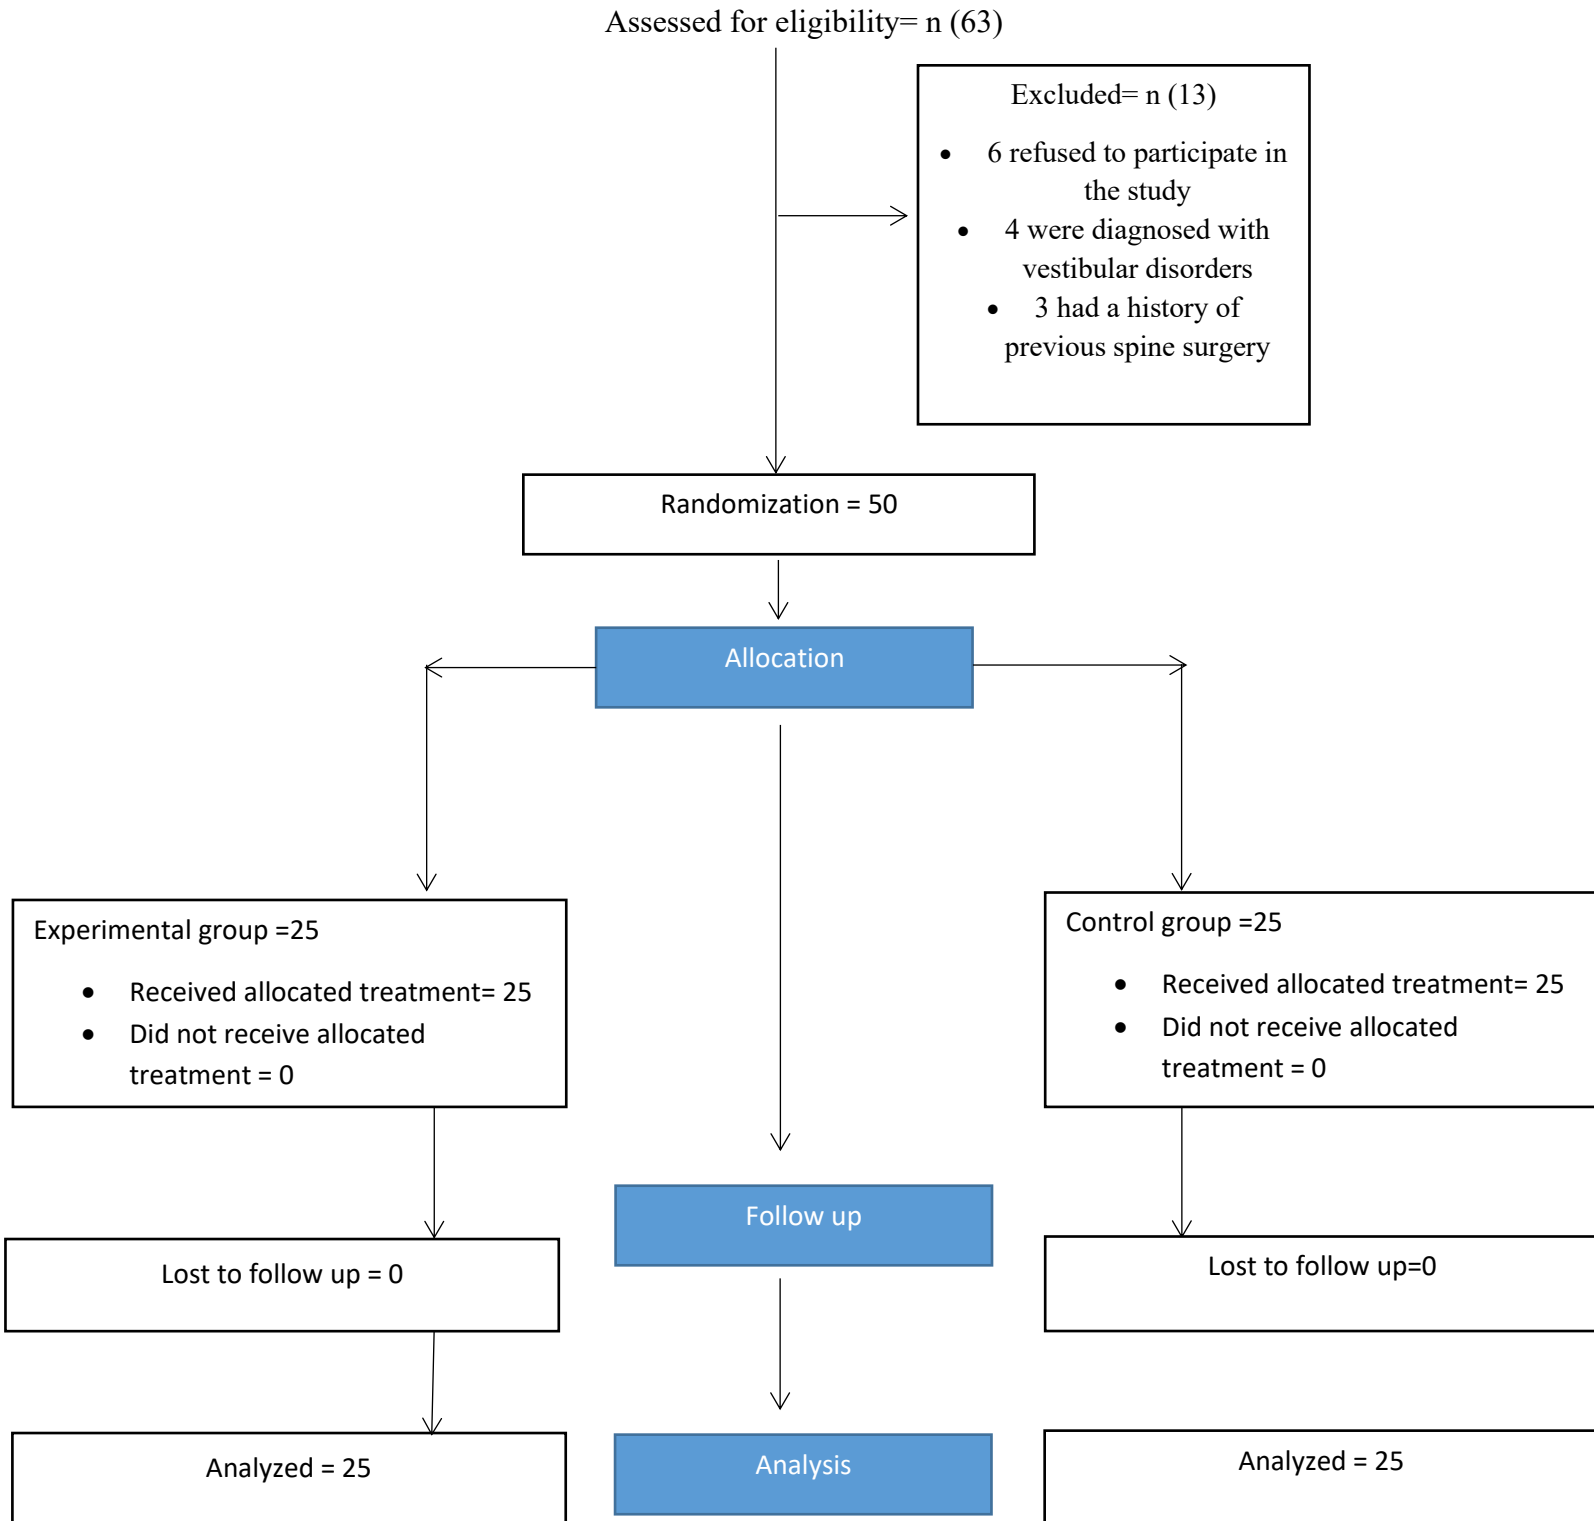 Assessed for eligibility= n (63)
Excluded= n (13)
• 6 refused to participate in
the study
• 4 were diagnosed with
vestibular disorders
• 3 had a history of
previous spine surgery
Randomization = 50
Allocation
Experimental group =25
• Received allocated treatment= 25
• Did not receive allocated
treatment = 0
Control group =25
• Received allocated treatment= 25
• Did not receive allocated
treatment = 0
Follow up
Lost to follow up = 0
Lost to follow up=0
Analyzed = 25
Analysis
Analyzed = 25